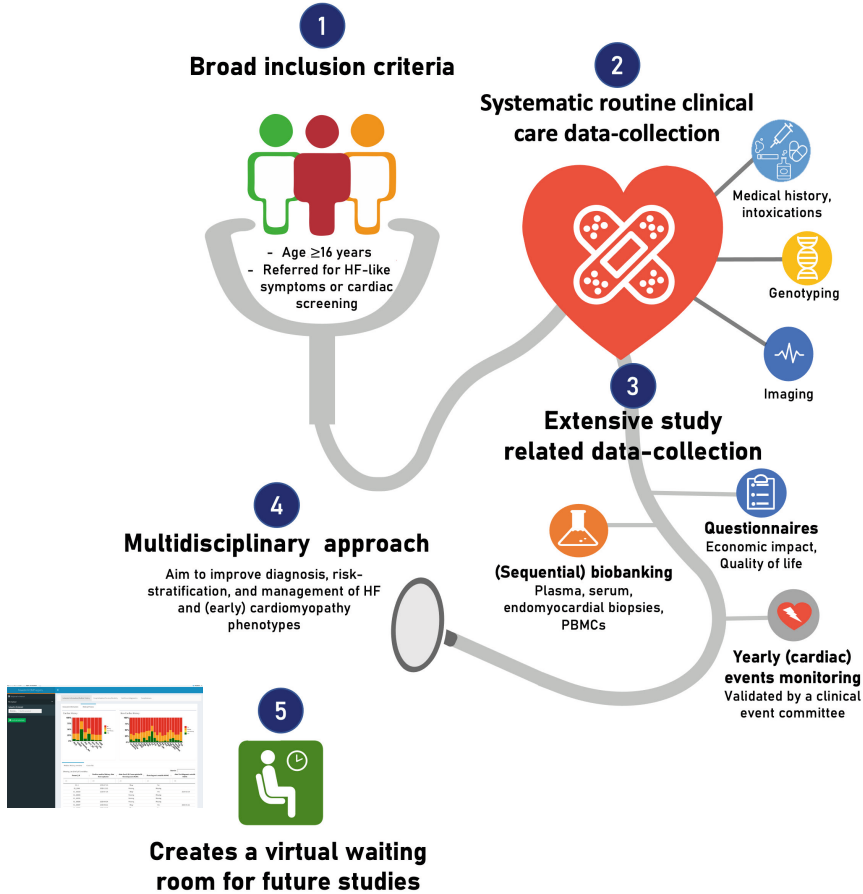 1
Broad inclusion criteria
- Age ≥16 years
- Referred for HF-like
symptoms or cardiac
screening
2
Systematic routine clinical
care data-collection
Medical history,
intoxications
Genotyping
Imaging
3
Extensive study
related data-collection
Questionnaires
Economic impact,
Quality of life
(Sequential) biobanking
Plasma, serum,
endomyocardial biopsies,
PBMCs
Yearly (cardiac)
events monitoring
Validated by a clinical
event committee
4
Multidisciplinary approach
Aim to improve diagnosis, risk-
stratification, and management of HF
and (early) cardiomyopathy
phenotypes
5
Creates a virtual waiting
room for future studies